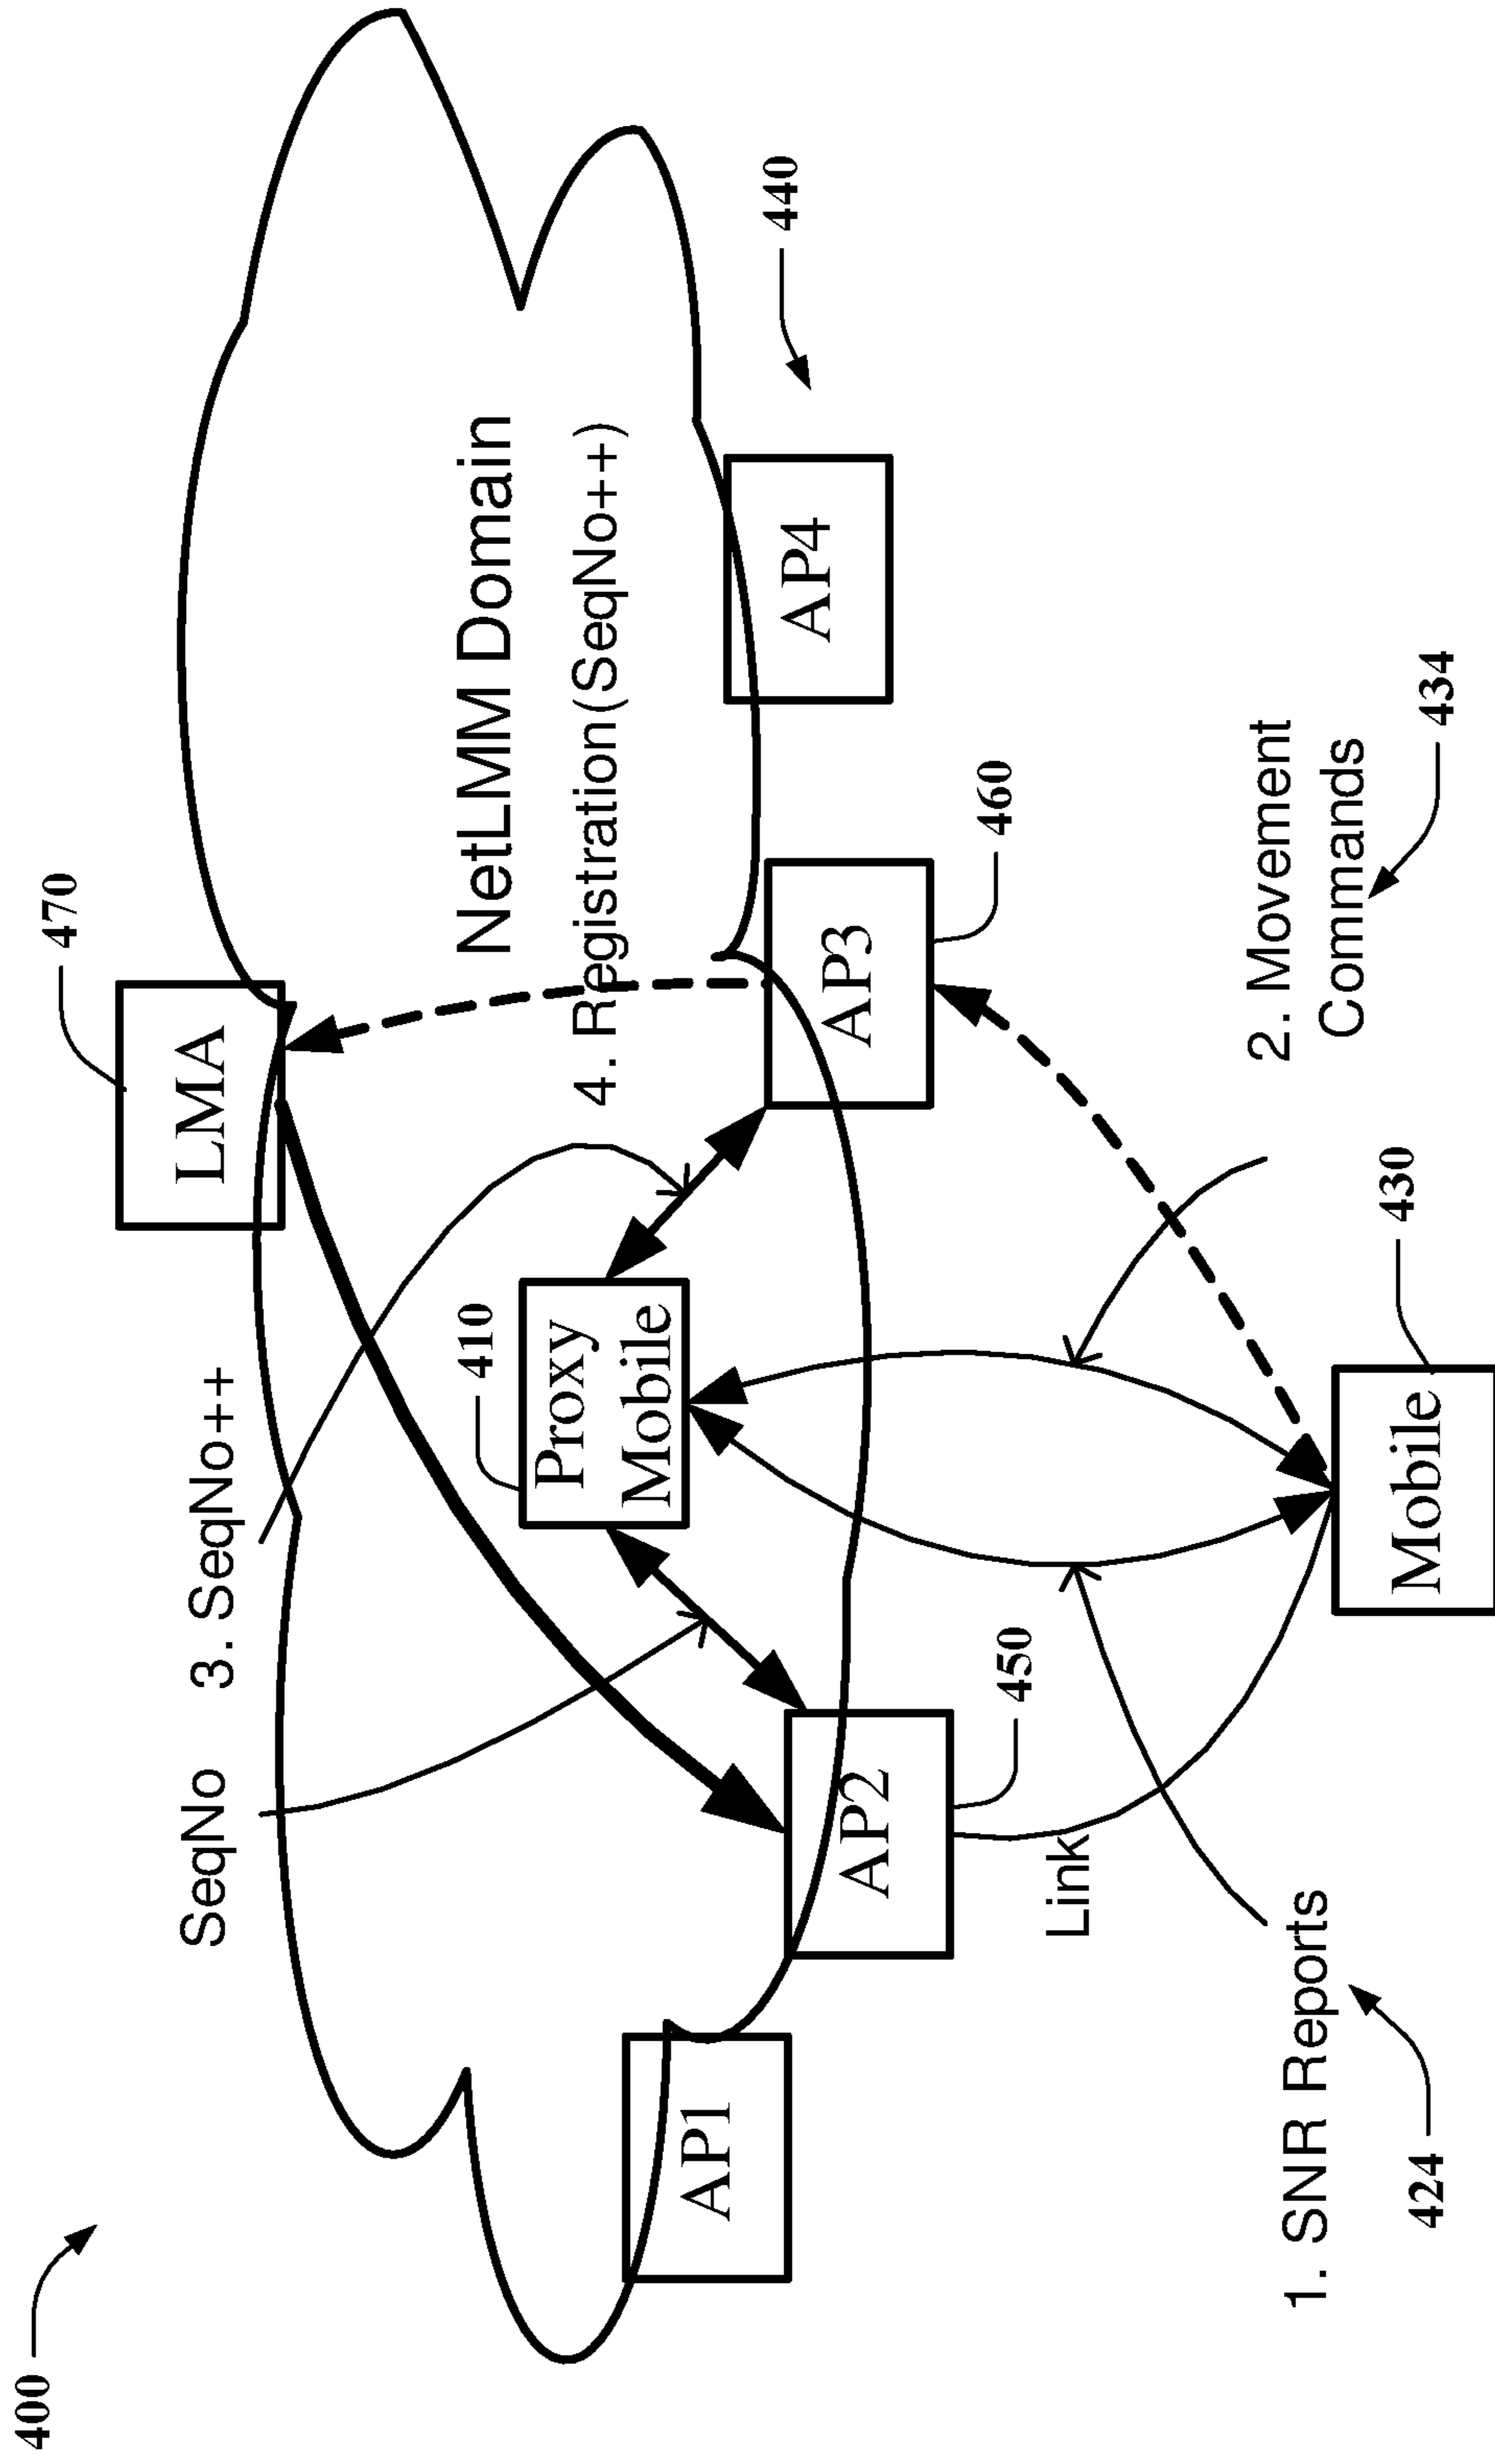 400
470
LMA
SeqNo
3. SeqNo++
NetLMM Domain
4. Registration(SeqNo++)
410
Proxy
Mobile
440
AP1
AP2
AP3
AP4
450
460
Link
1. SNR Reports
424
2. Movement
Commands
434
430
Mobile